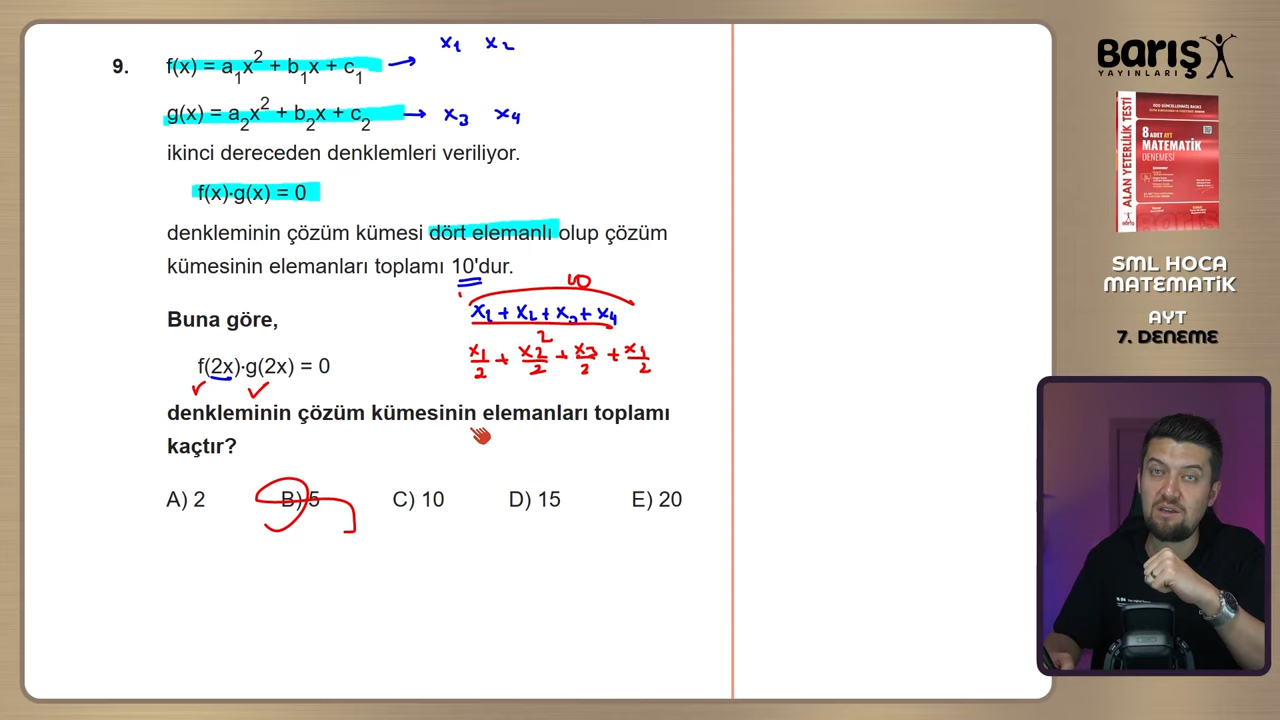 9. f(x) = a₁x² + b₁x + c₁ → x₁ x₂
g(x) = a₂x² + b₂x + c₂ → x₃ x₄
ikinci dereceden denklemleri veriliyor.
f(x)·g(x) = 0
denkleminin çözüm kümesi dört elemanlı olup çözüm
kümesinin elemanları toplamı 10'dur.
10
x₁ + x₂ + x₃ + x₄
2
Buna göre,
x₁/2 + x₂/2 + x₃/2 + x₁/2
f(2x)·g(2x) = 0
denkleminin çözüm kümesinin elemanları toplamı
kaçtır?
A) 2 B) 5 C) 10 D) 15 E) 20
BARIŞ
YAYINLARI
ALAN YETERLİLİK TESTİ
8 ADET AYT
MATEMATİK
DENEMESİ
BARIŞ
SML HOCA
MATEMATİK
AYT
7. DENEME